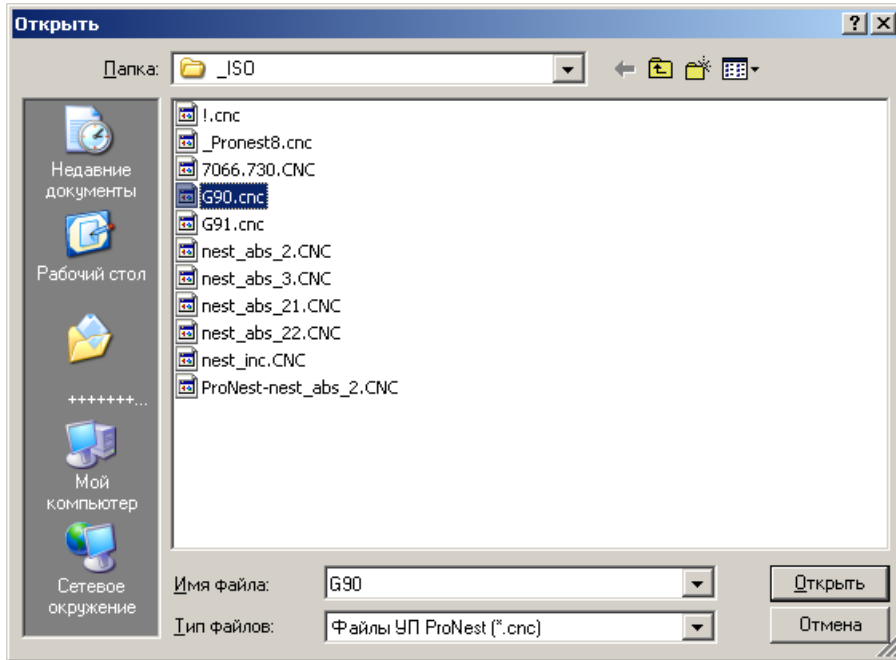 Открыть
Папка: _ISO
Недавние
документы
Рабочий стол
+++++++...
Мой
компьютер
Сетевое
окружение
!.cnc
_Pronest8.cnc
7066.730.CNC
G90.cnc
G91.cnc
nest_abs_2.CNC
nest_abs_3.CNC
nest_abs_21.CNC
nest_abs_22.CNC
nest_inc.CNC
ProNest-nest_abs_2.CNC
Имя файла: G90 Открыть
Тип файлов: Файлы УП ProNest (*.cnc) Отмена